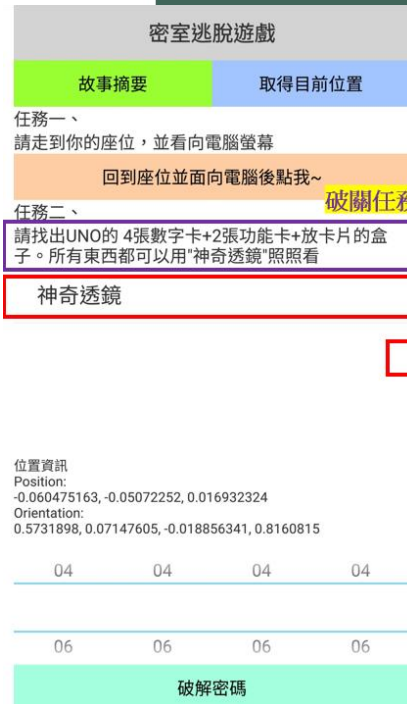 密室逃脫遊戲
故事摘要
取得目前位置
任務一、
請走到你的座位，並看向電腦螢幕
回到座位並面向電腦後點我~
破關任務
任務二、
請找出UNO的 4張數字卡+2張功能卡+放卡片的盒
子。所有東西都可以用"神奇透鏡"照照看
神奇透鏡
位置資訊
Position:
-0.060475163, -0.05072252, 0.016932324
Orientation:
0.5731898, 0.07147605, -0.018856341, 0.8160815
04 04 04 04
06 06 06 06
破解密碼